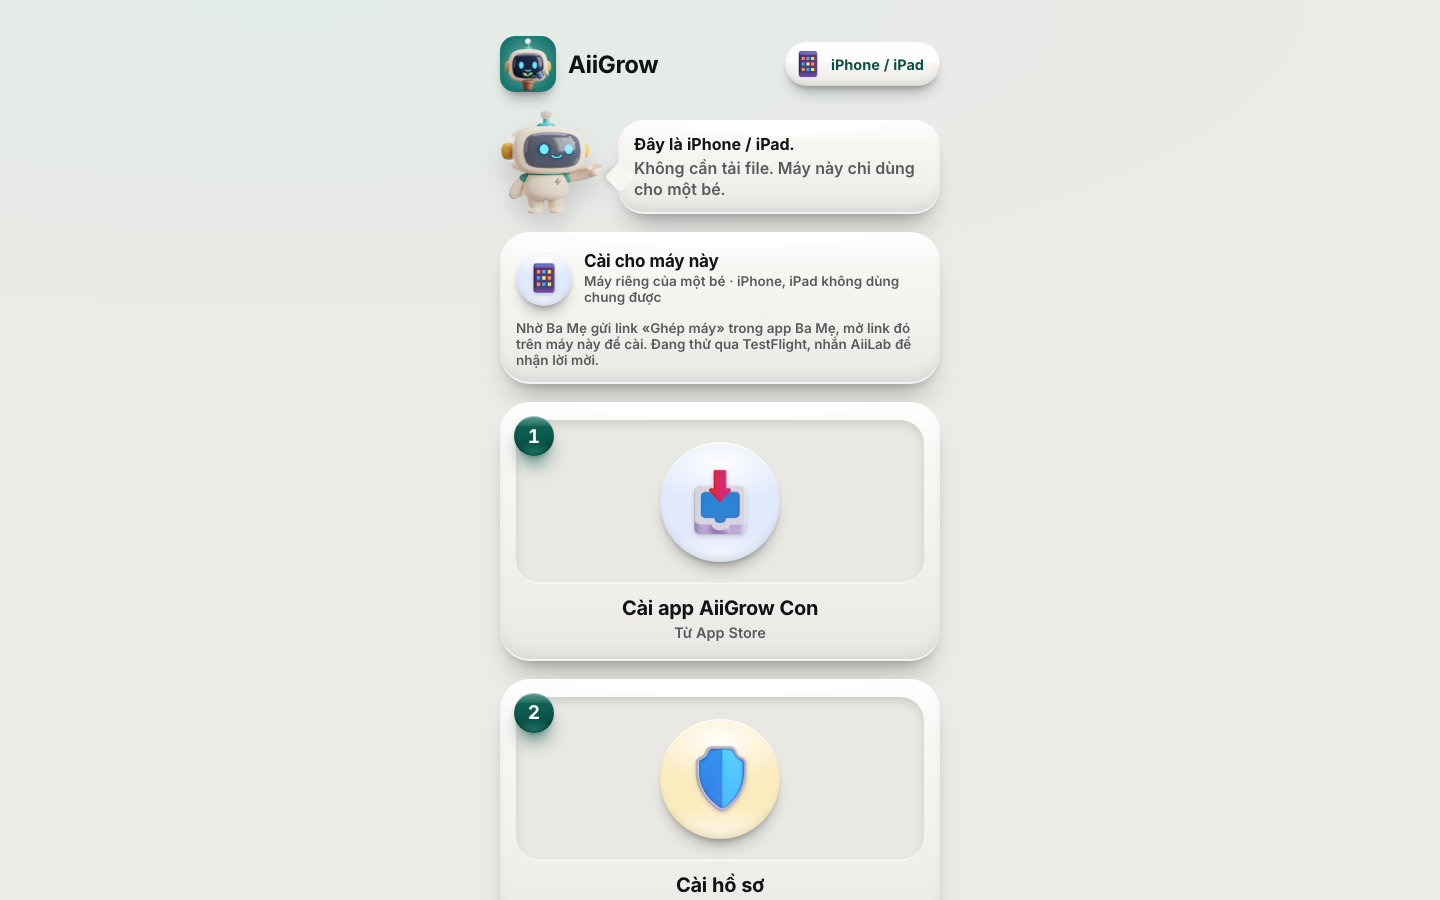 AiiGrow
iPhone / iPad
Đây là iPhone / iPad.
Không cần tải file. Máy này chỉ dùng
cho một bé.
Cài cho máy này
Máy riêng của một bé · iPhone, iPad không dùng
chung được
Nhờ Ba Mẹ gửi link «Ghép máy» trong app Ba Mẹ, mở link đó
trên máy này để cài. Đang thử qua TestFlight, nhắn AiiLab để
nhận lời mời.
1
Cài app AiiGrow Con
Từ App Store
2
Cài hồ sơ